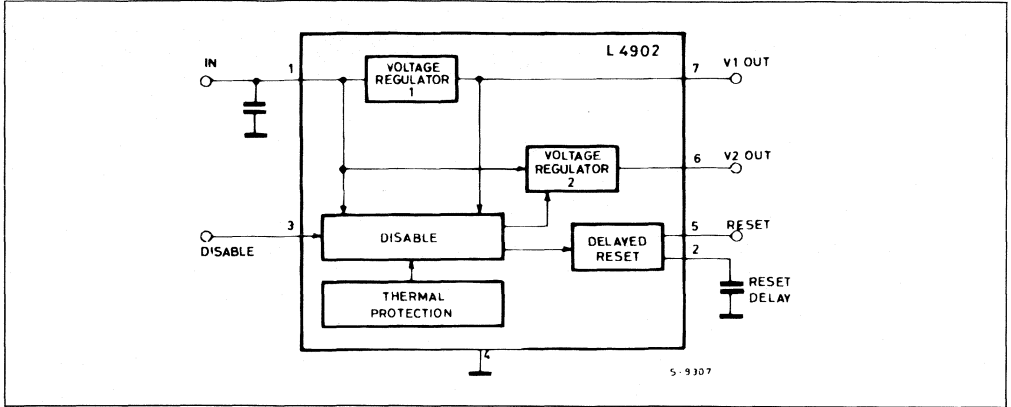 L 4902
IN
1
VOLTAGE
REGULATOR
1
7
V1 OUT
VOLTAGE
REGULATOR
2
6
V2 OUT
3
DISABLE
DISABLE
DELAYED
RESET
5
RESET
2
RESET
DELAY
THERMAL
PROTECTION
4
S-9307